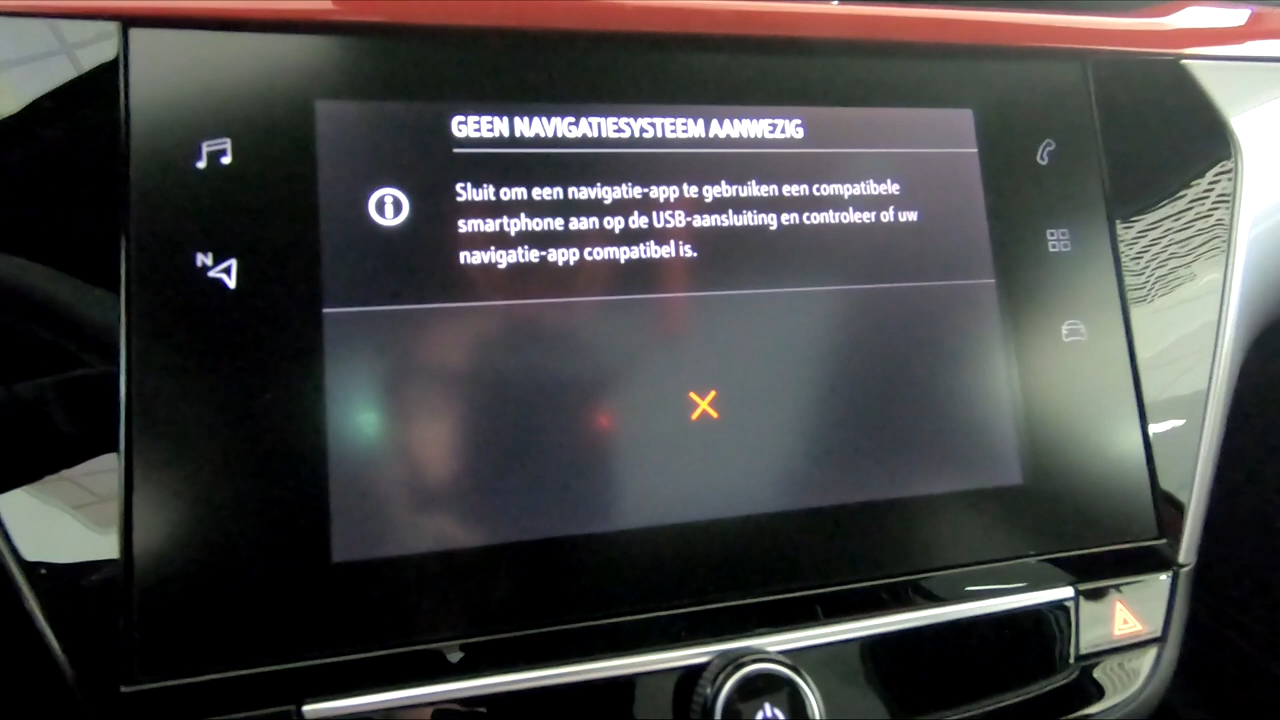 GEEN NAVIGATIESYSTEEM AANWEZIG
Sluit om een navigatie-app te gebruiken een compatibele
smartphone aan op de USB-aansluiting en controleer of uw
navigatie-app compatibel is.
N